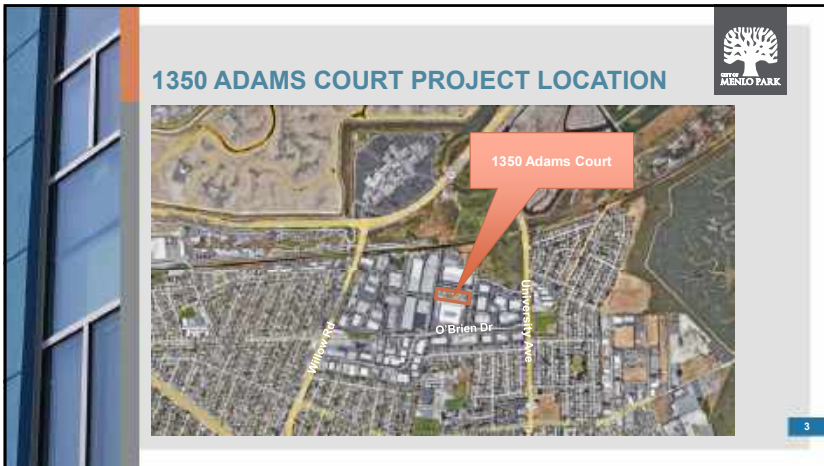 CITY OF
MENLO PARK
1350 ADAMS COURT PROJECT LOCATION
1350 Adams Court
Willow Rd
O'Brien Dr
University Ave
3